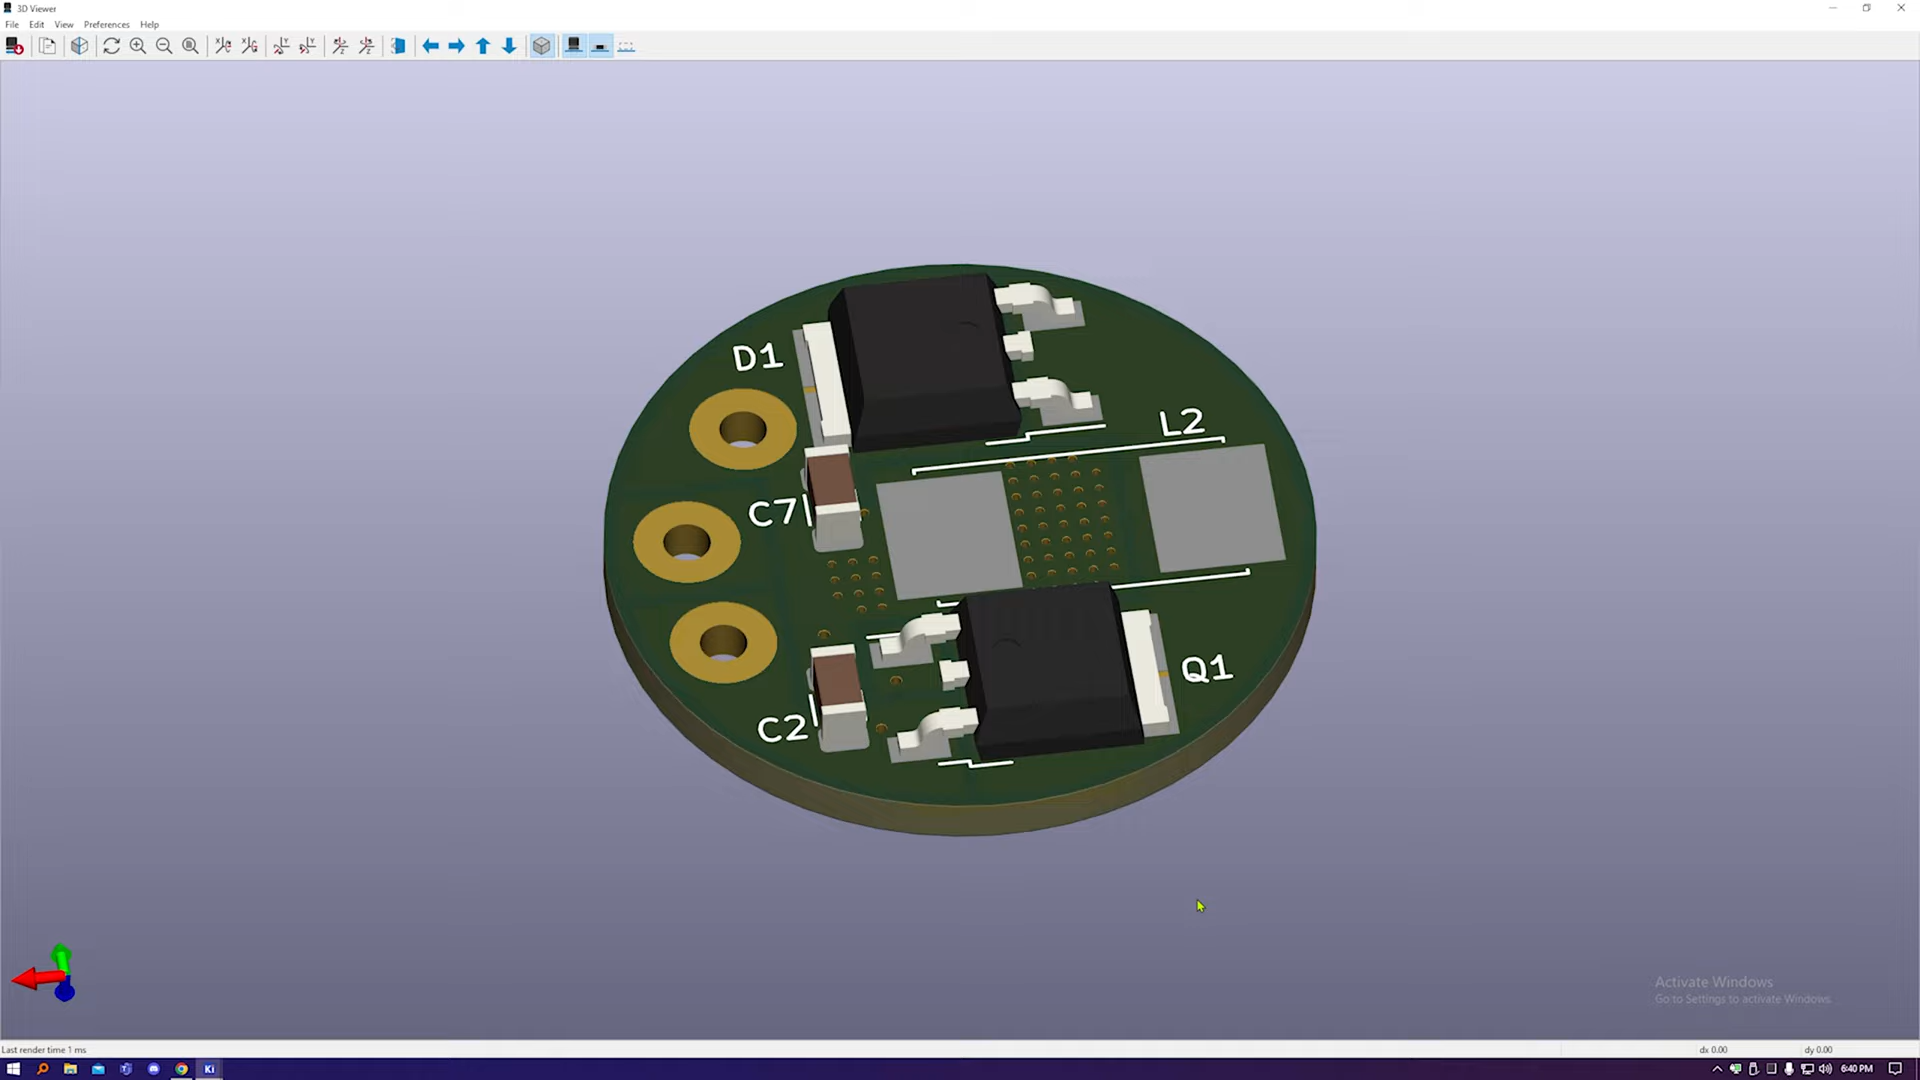 3D Viewer
File Edit View Preferences Help
D1
L2
C7
Q1
C2
Activate Windows
Go to Settings to activate Windows.
Last render time 1 ms
dx 0.00
dy 0.00
Ki
6:40 PM